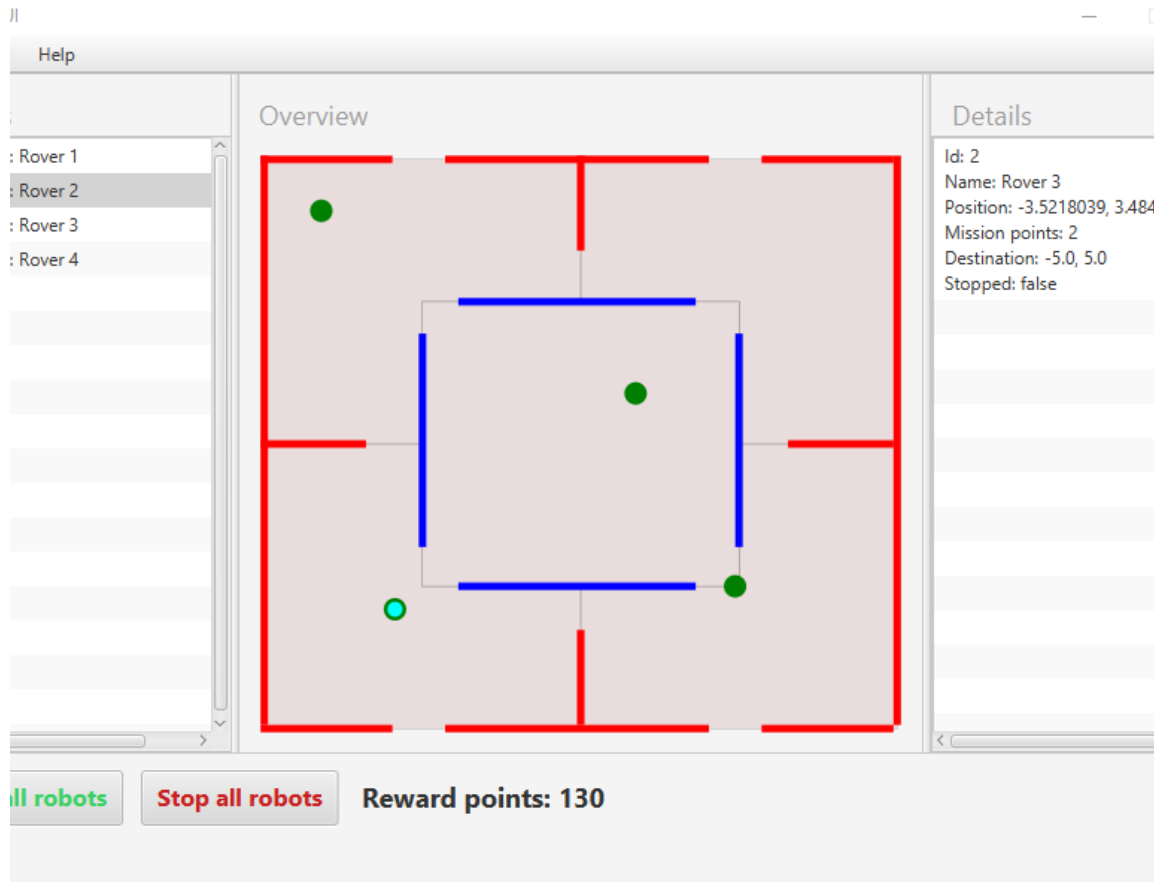 UI
Help
Overview
Details
: Rover 1
: Rover 2
: Rover 3
: Rover 4
Id: 2
Name: Rover 3
Position: -3.5218039, 3.484
Mission points: 2
Destination: -5.0, 5.0
Stopped: false
all robots
Stop all robots
Reward points: 130